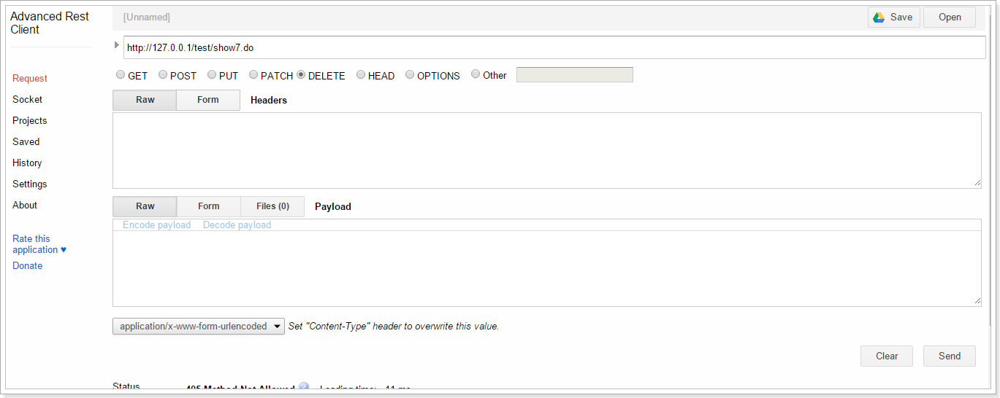 Advanced Rest
Client
[Unnamed]
Save
Open
http://127.0.0.1/test/show7.do
Request
Socket
Projects
Saved
History
Settings
About
Rate this
application ♥
Donate
GET POST PUT PATCH DELETE HEAD OPTIONS Other
Raw Form Headers
Raw Form Files (0) Payload
Encode payload Decode payload
application/x-www-form-urlencoded Set "Content-Type" header to overwrite this value.
Clear Send
Status 405 Method Not Allowed ? Loading time: 11 ms